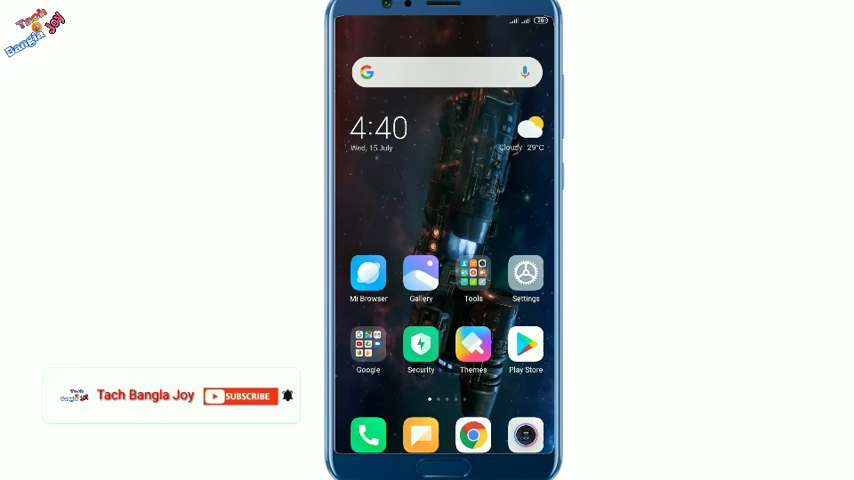 Tach
Bangla Joy
4:40
Wed, 15 July
Cloudy 29°C
Mi Browser
Gallery
Tools
Settings
Google
Security
Themes
Play Store
Tach Bangla Joy
SUBSCRIBE